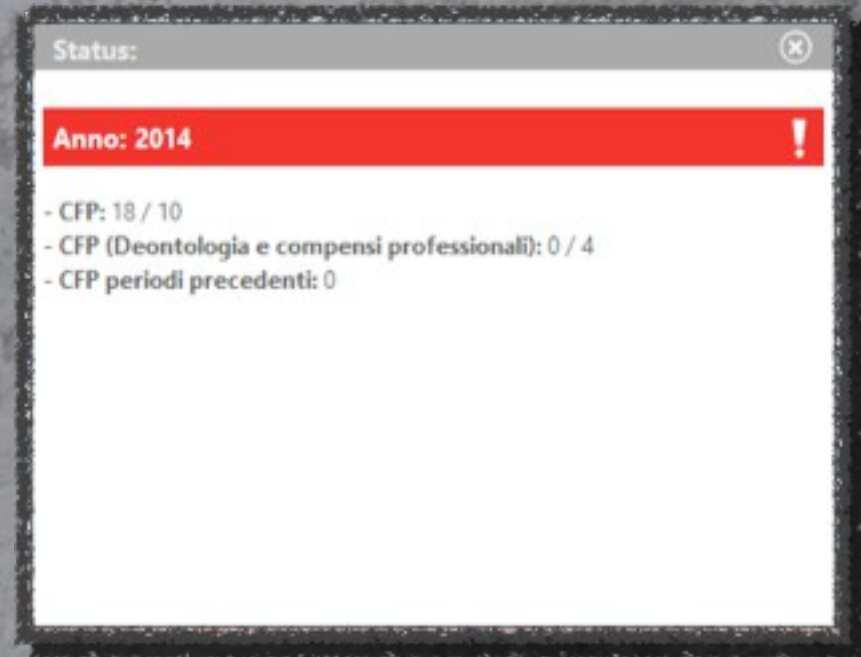 Status:
Anno: 2014
- CFP: 18 / 10
- CFP (Deontologia e compensi professionali): 0 / 4
- CFP periodi precedenti: 0